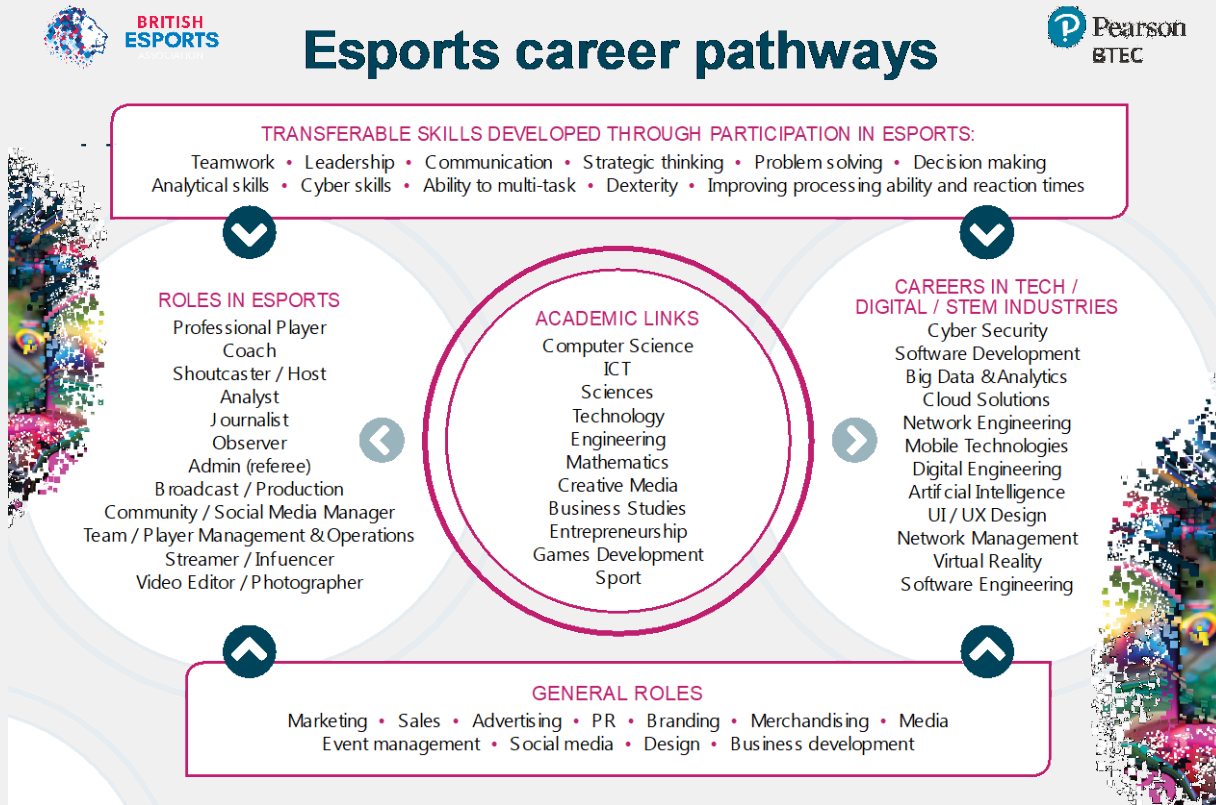 BRITISH
ESPORTS
ASSOCIATION
Esports career pathways
Pearson
BTEC
TRANSFERABLE SKILLS DEVELOPED THROUGH PARTICIPATION IN ESPORTS:
Teamwork • Leadership • Communication • Strategic thinking • Problem solving • Decision making
Analytical skills • Cyber skills • Ability to multi-task • Dexterity • Improving processing ability and reaction times
ROLES IN ESPORTS
Professional Player
Coach
Shoutcaster / Host
Analyst
Journalist
Observer
Admin (referee)
Broadcast / Production
Community / Social Media Manager
Team / Player Management & Operations
Streamer / Infuencer
Video Editor / Photographer
ACADEMIC LINKS
Computer Science
ICT
Sciences
Technology
Engineering
Mathematics
Creative Media
Business Studies
Entrepreneurship
Games Development
Sport
CAREERS IN TECH /
DIGITAL / STEM INDUSTRIES
Cyber Security
Software Development
Big Data & Analytics
Cloud Solutions
Network Engineering
Mobile Technologies
Digital Engineering
Artifcial Intelligence
UI / UX Design
Network Management
Virtual Reality
Software Engineering
GENERAL ROLES
Marketing • Sales • Advertising • PR • Branding • Merchandising • Media
Event management • Social media • Design • Business development